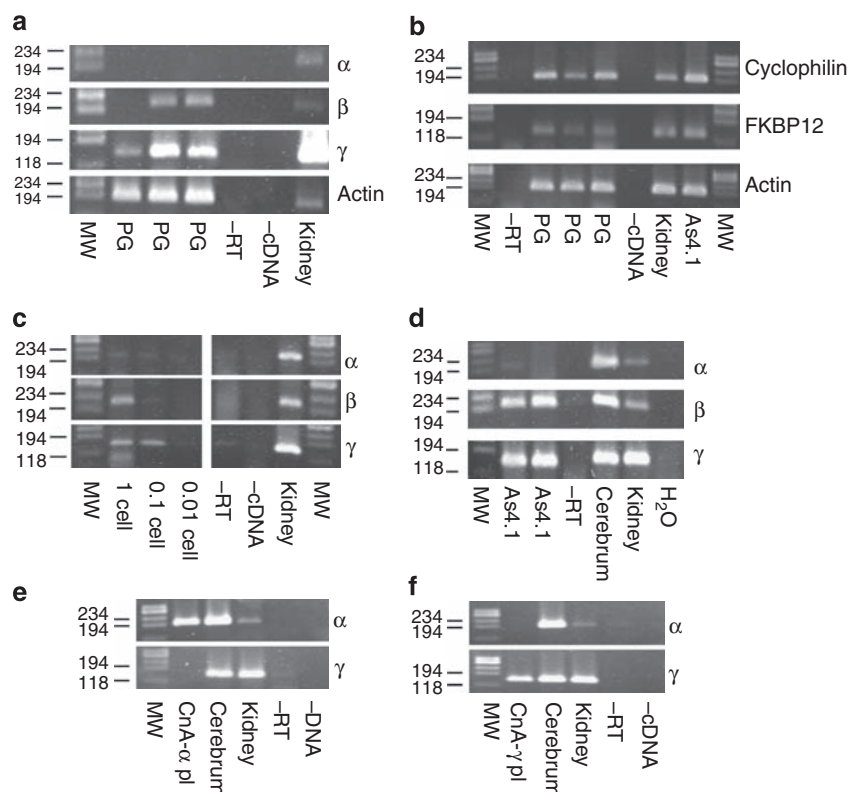 a
234
194
α
234
194
β
194
118
γ
234
194
Actin
MW
PG
PG
PG
–RT
–cDNA
Kidney
b
234
194
Cyclophilin
194
118
FKBP12
234
194
Actin
MW
–RT
PG
PG
PG
–cDNA
Kidney
As4.1
MW
c
234
194
α
234
194
β
194
118
γ
MW
1 cell
0.1 cell
0.01 cell
–RT
–cDNA
Kidney
MW
d
234
194
α
234
194
β
194
118
γ
MW
As4.1
As4.1
–RT
Cerebrum
Kidney
H2O
e
234
194
α
194
118
γ
MW
CnA-α pl
Cerebrum
Kidney
–RT
–DNA
f
234
194
α
194
118
γ
MW
CnA-γ pl
Cerebrum
Kidney
–RT
–cDNA